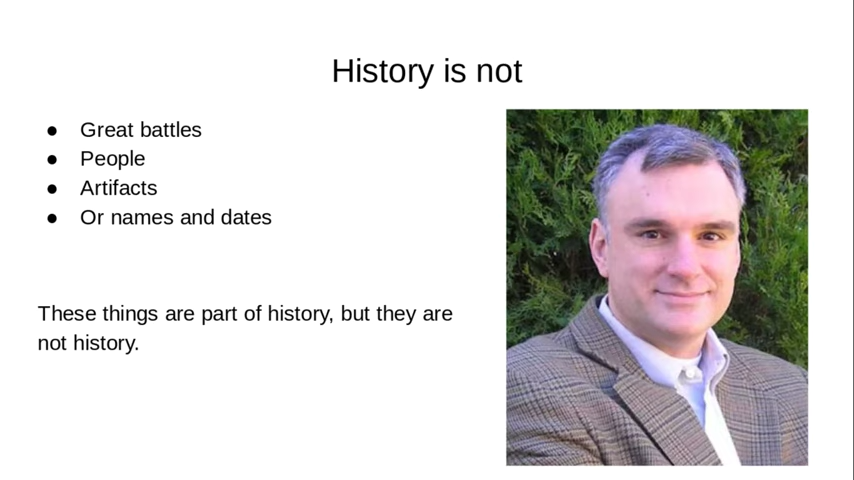 History is not
● Great battles
● People
● Artifacts
● Or names and dates
These things are part of history, but they are
not history.